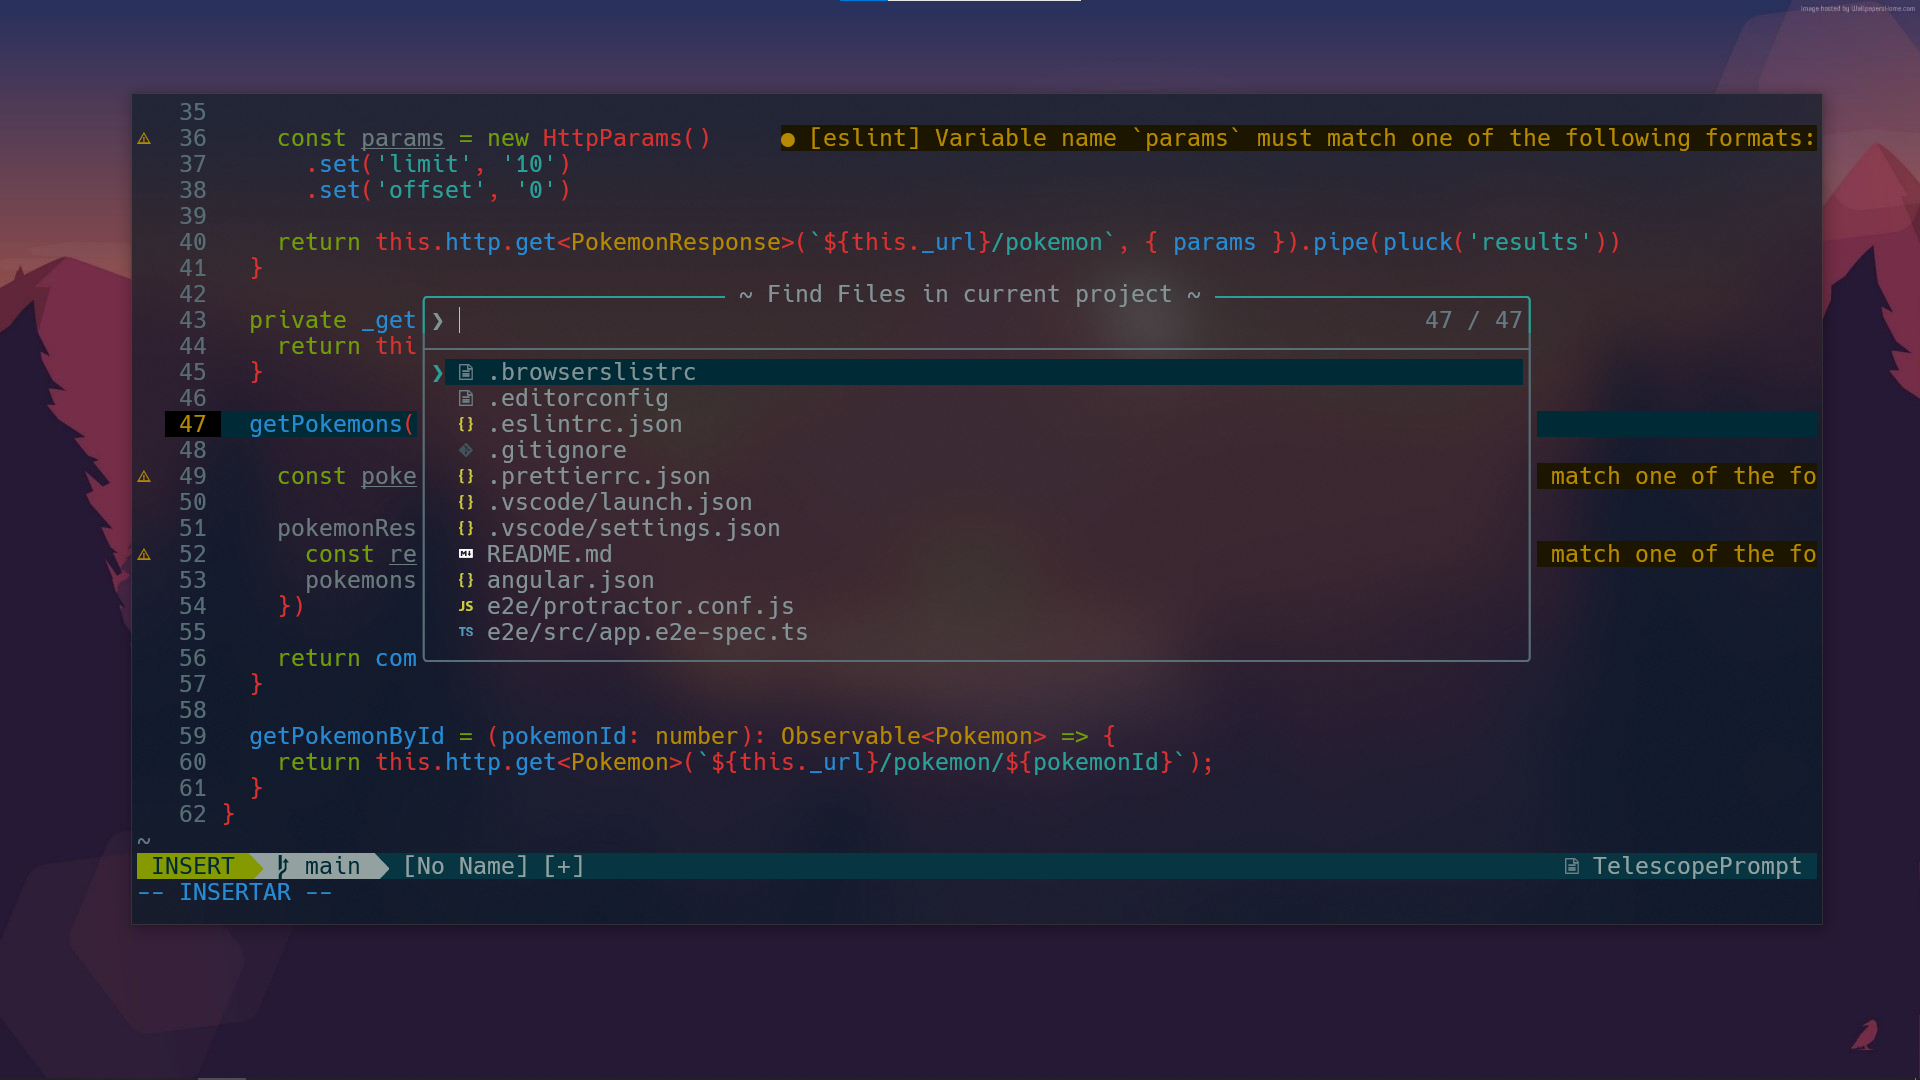 Image hosted by WallpapersHome.com
35
36 const params = new HttpParams() ● [eslint] Variable name `params` must match one of the following formats:
37 .set('limit', '10')
38 .set('offset', '0')
39
40 return this.http.get<PokemonResponse>(`${this._url}/pokemon`, { params }).pipe(pluck('results'))
41 }
42 ~ Find Files in current project ~
43 private _get ❯ 47 / 47
44 return thi
45 } ❯ .browserslistrc
46 .editorconfig
47 getPokemons( {} .eslintrc.json
48 .gitignore
49 const poke {} .prettierrc.json match one of the fo
50 {} .vscode/launch.json
51 pokemonRes {} .vscode/settings.json
52 const re M↓ README.md match one of the fo
53 pokemons {} angular.json
54 }) JS e2e/protractor.conf.js
55 TS e2e/src/app.e2e-spec.ts
56 return com
57 }
58
59 getPokemonById = (pokemonId: number): Observable<Pokemon> => {
60 return this.http.get<Pokemon>(`${this._url}/pokemon/${pokemonId}`);
61 }
62 }
~
INSERT main [No Name] [+] TelescopePrompt
-- INSERTAR --